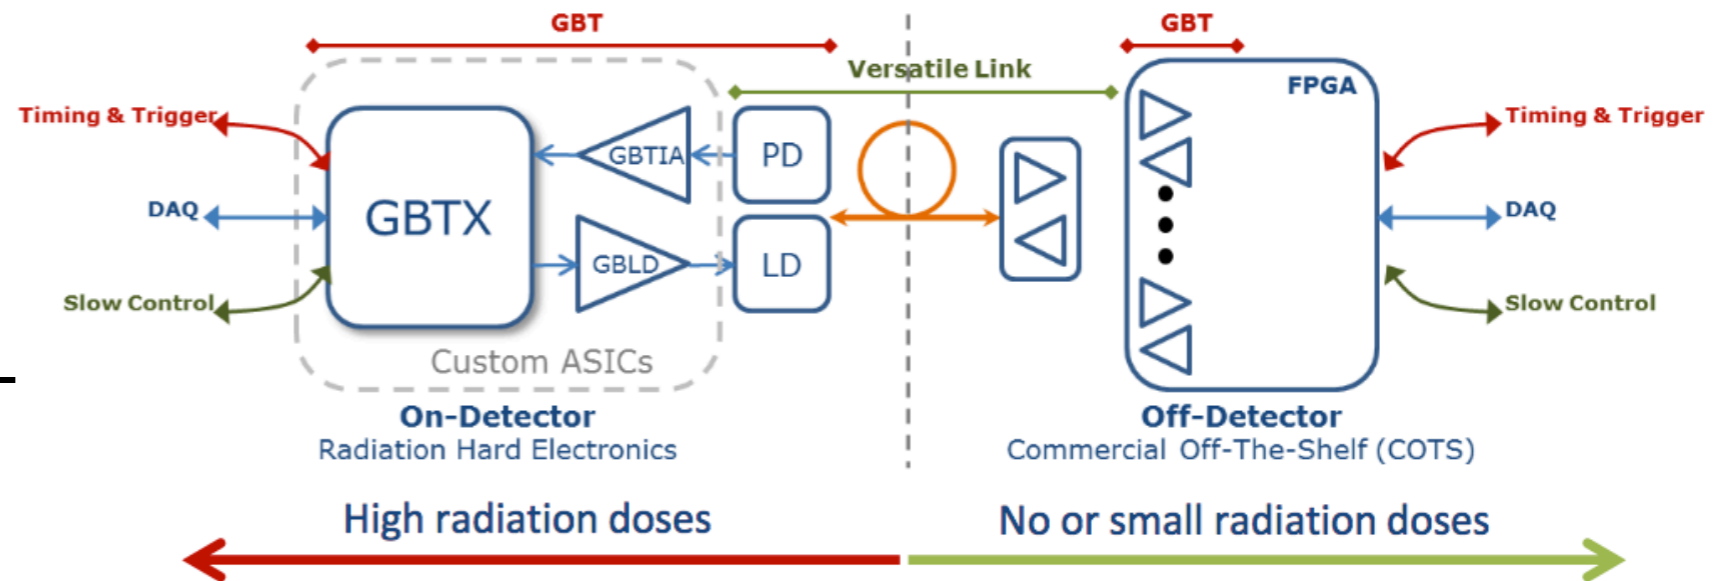 GBT
GBT
Versatile Link
FPGA
Timing & Trigger
Timing & Trigger
GBTIA
PD
DAQ
GBTX
DAQ
GBLD
LD
Slow Control
Slow Control
Custom ASICs
On-Detector
Off-Detector
Radiation Hard Electronics
Commercial Off-The-Shelf (COTS)
High radiation doses
No or small radiation doses